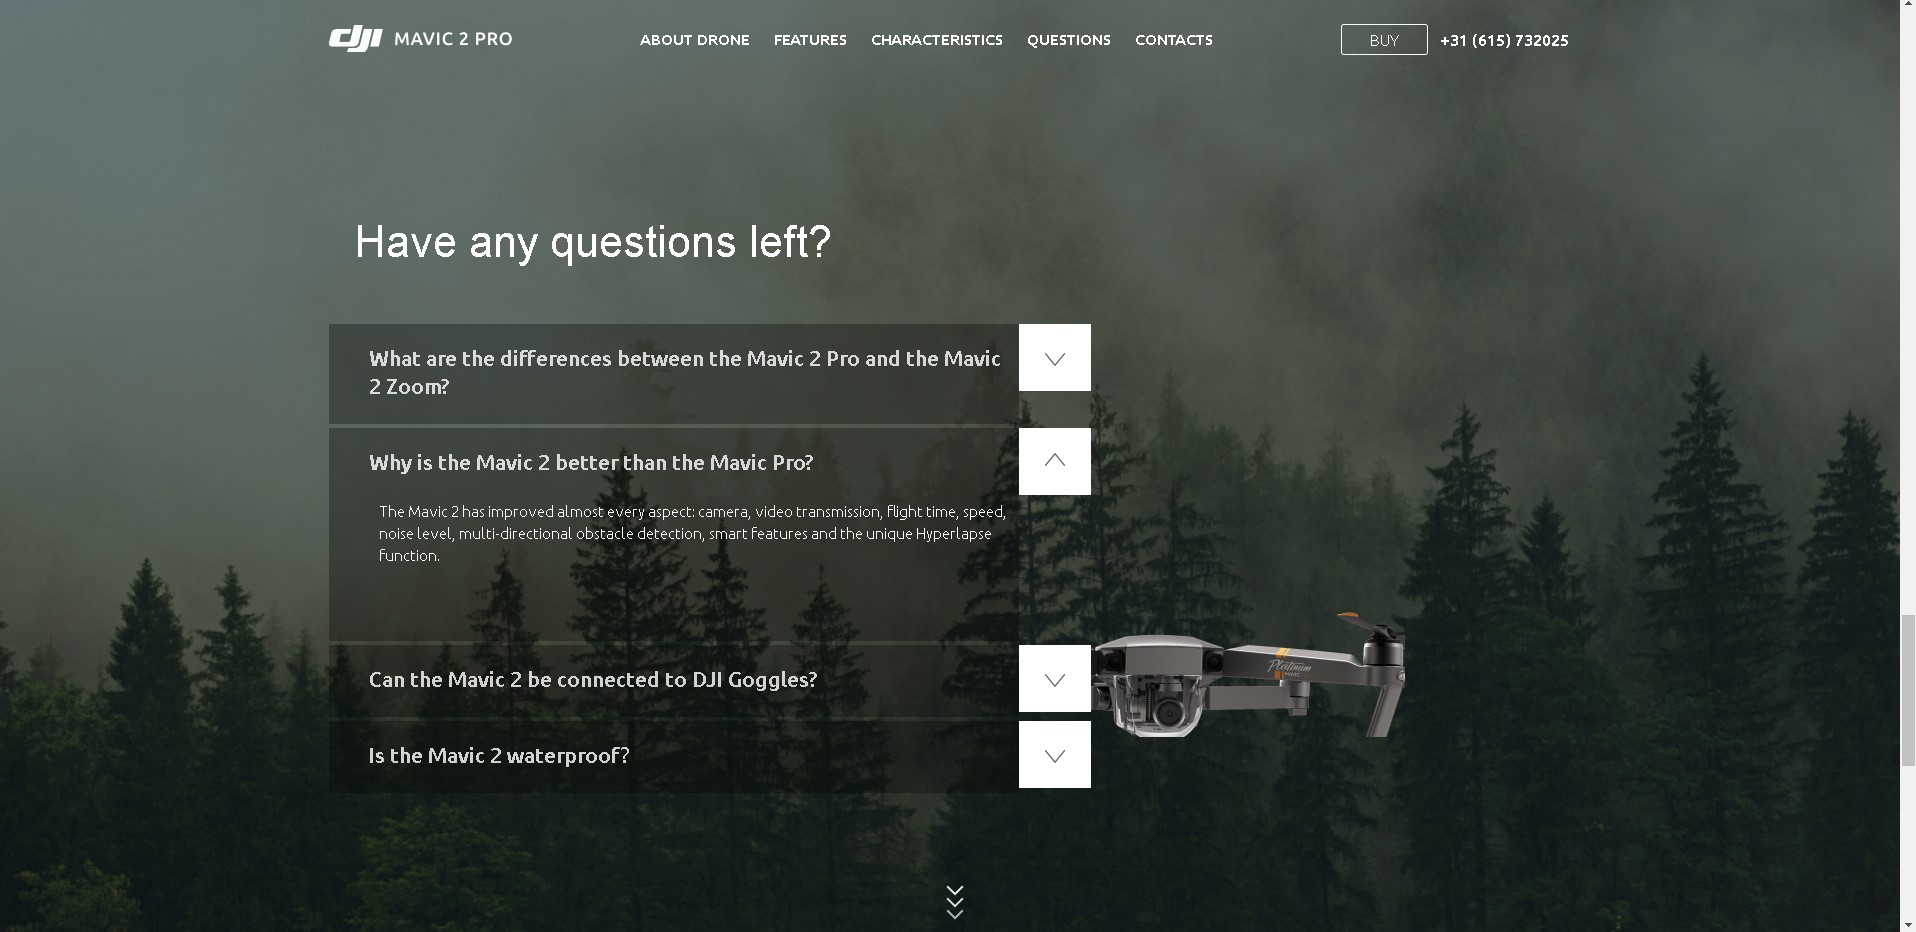 dji MAVIC 2 PRO
ABOUT DRONE
FEATURES
CHARACTERISTICS
QUESTIONS
CONTACTS
BUY
+31 (615) 732025
Have any questions left?
What are the differences between the Mavic 2 Pro and the Mavic
2 Zoom?
Why is the Mavic 2 better than the Mavic Pro?
The Mavic 2 has improved almost every aspect: camera, video transmission, flight time, speed,
noise level, multi-directional obstacle detection, smart features and the unique Hyperlapse
function.
Can the Mavic 2 be connected to DJI Goggles?
Platinum
MAVIC
Is the Mavic 2 waterproof?